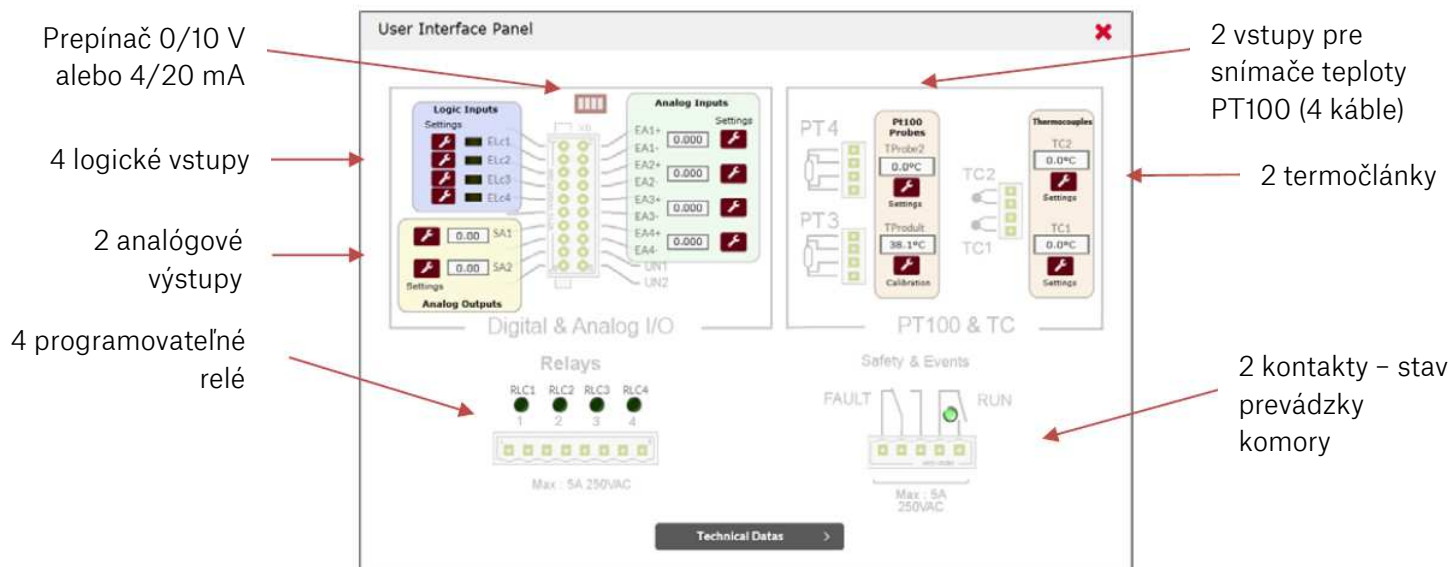 User Interface Panel
Prepínač 0/10 V
alebo 4/20 mA
4 logické vstupy
2 analógové
výstupy
4 programovateľné
relé
2 vstupy pre
snímače teploty
PT100 (4 káble)
2 termočlánky
2 kontakty – stav
prevádzky
komory
Logic Inputs
Settings
ELc1
ELc2
ELc3
ELc4
0.00 SA1
0.00 SA2
Settings
Analog Outputs
Analog Inputs
Settings
EA1+
0.000
EA1-
EA2+
0.000
EA2-
EA3+
0.000
EA3-
EA4+
0.000
EA4-
UN1
UN2
Digital & Analog I/O
PT4
PT3
Pt100
Probes
TProbe2
0.0°C
Settings
TProduit
38.1°C
Calibration
TC2
TC1
Thermocouples
TC2
0.0°C
Settings
TC1
0.0°C
Settings
PT100 & TC
Relays
RLC1 RLC2 RLC3 RLC4
1 2 3 4
Max : 5A 250VAC
Safety & Events
FAULT
RUN
Max : 5A
250VAC
Technical Datas >